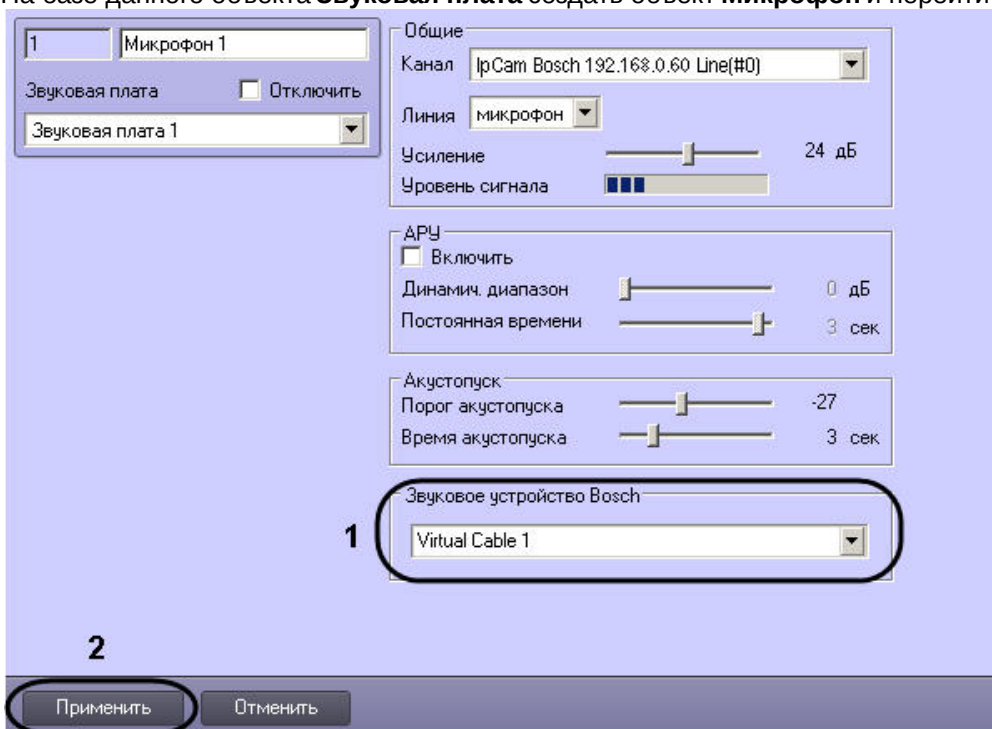 На базе данного объекта Звуковая плата создать объект Микрофон и перейти
1 Микрофон 1
Звуковая плата Отключить
Звуковая плата 1
Общие
Канал IpCam Bosch 192.168.0.60 Line(#0)
Линия микрофон
Усиление 24 дБ
Уровень сигнала
АРУ
Включить
Динамич. диапазон 0 дБ
Постоянная времени 3 сек
Акустопуск
Порог акустопуска -27
Время акустопуска 3 сек
Звуковое устройство Bosch
1 Virtual Cable 1
2
Применить Отменить